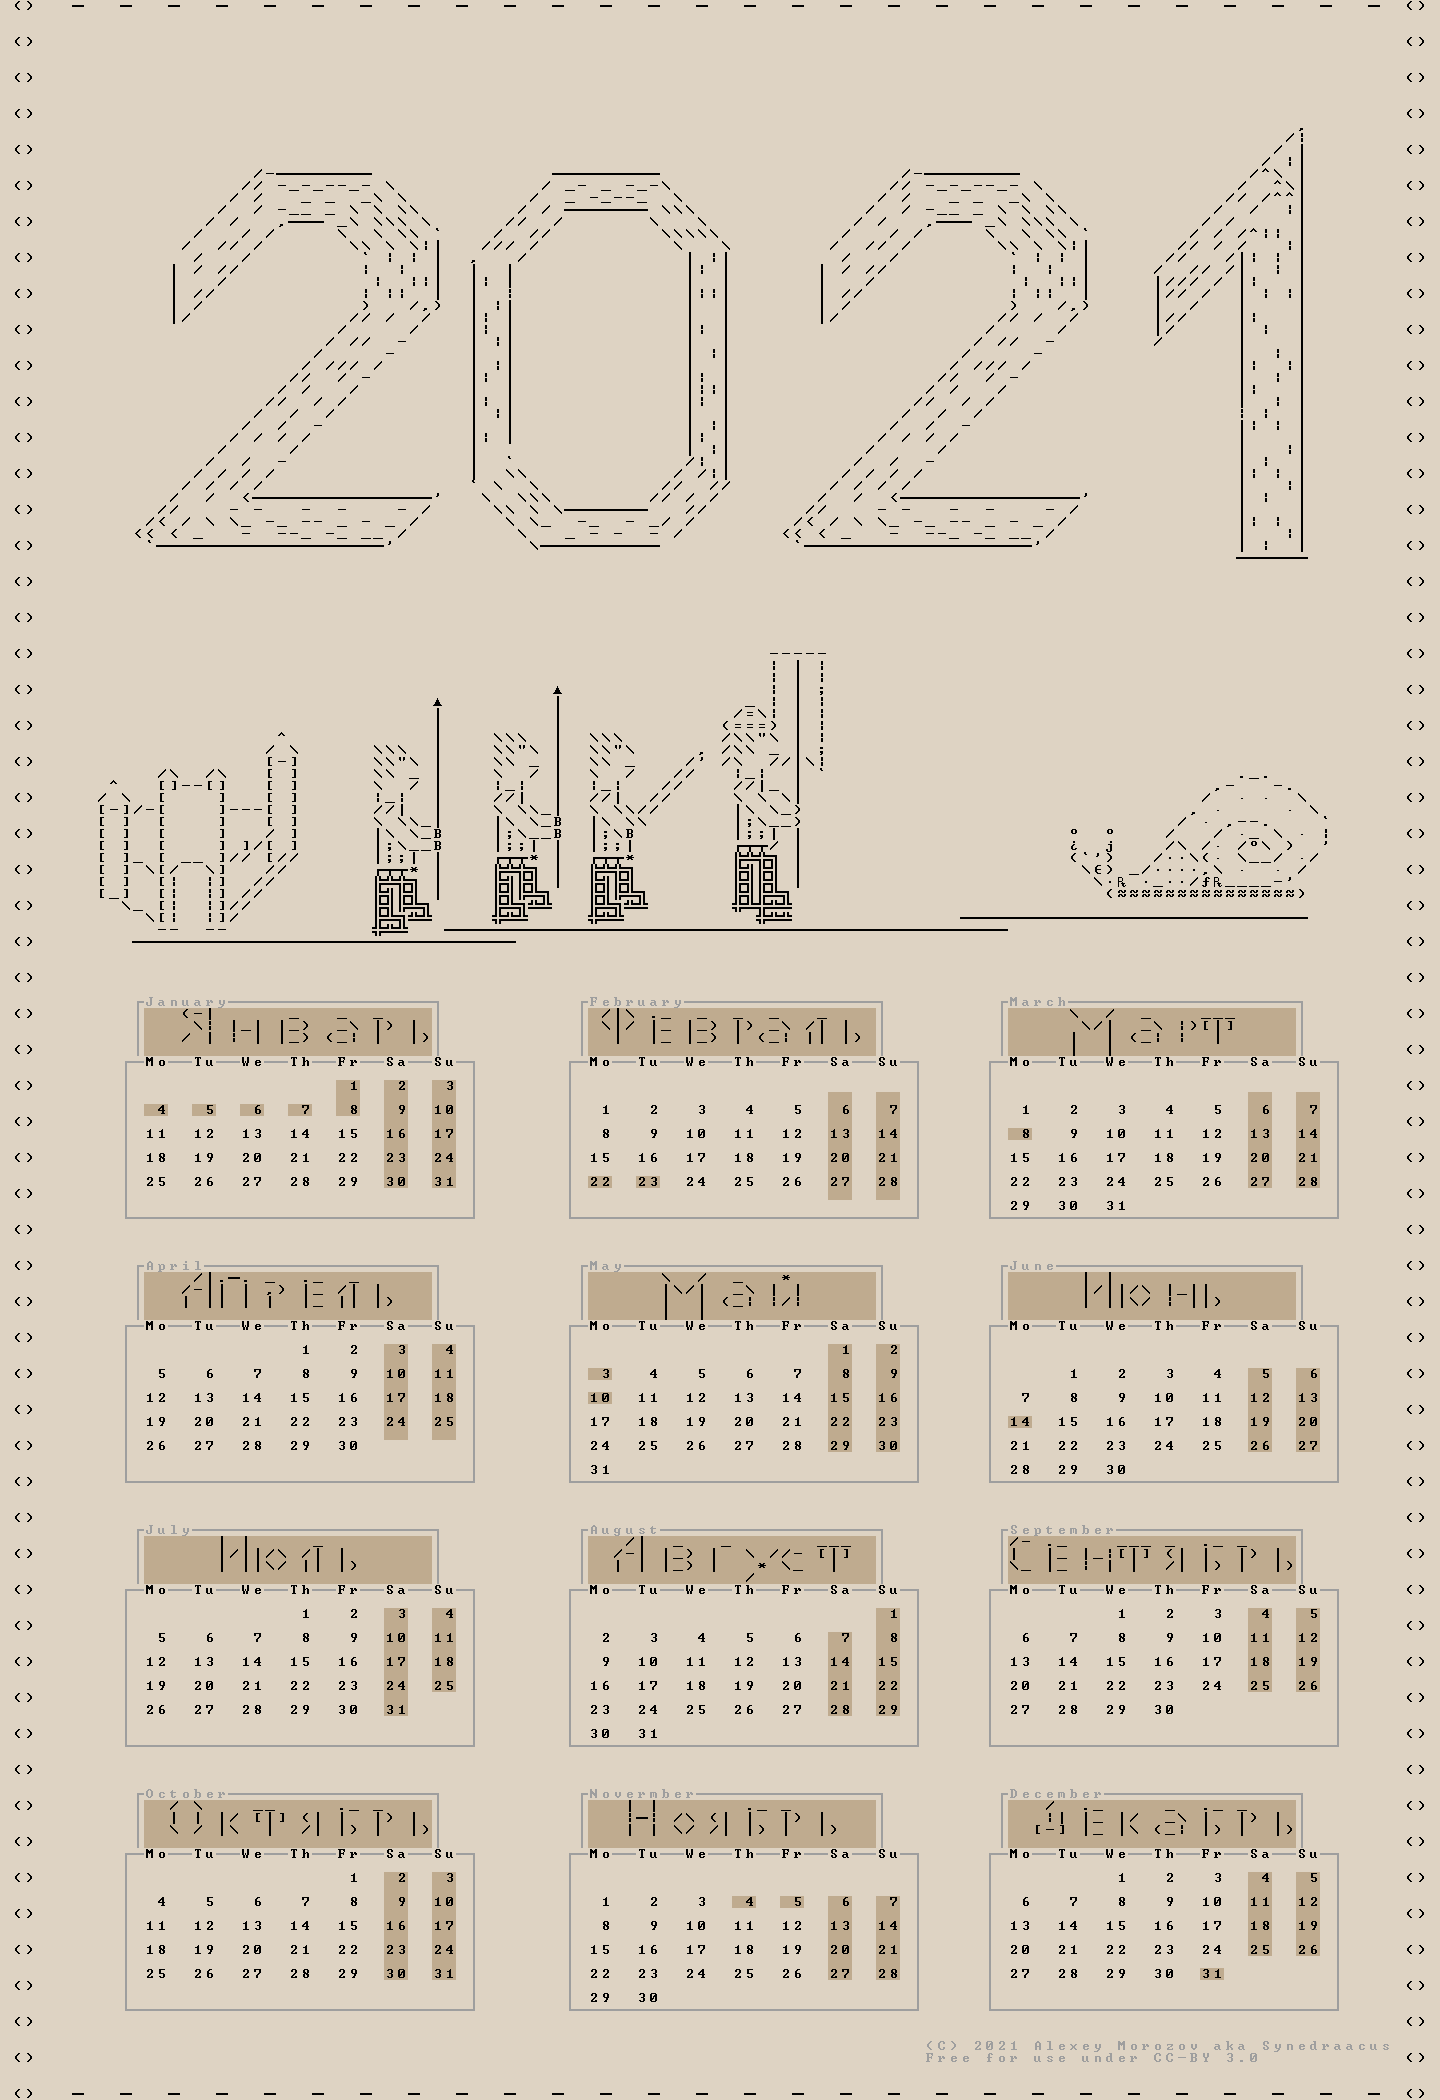 2021
January
Январь
Mo Tu We Th Fr Sa Su
1 2 3
4 5 6 7 8 9 10
11 12 13 14 15 16 17
18 19 20 21 22 23 24
25 26 27 28 29 30 31
February
Февраль
Mo Tu We Th Fr Sa Su
1 2 3 4 5 6 7
8 9 10 11 12 13 14
15 16 17 18 19 20 21
22 23 24 25 26 27 28
March
Март
Mo Tu We Th Fr Sa Su
1 2 3 4 5 6 7
8 9 10 11 12 13 14
15 16 17 18 19 20 21
22 23 24 25 26 27 28
29 30 31
April
Апрель
Mo Tu We Th Fr Sa Su
1 2 3 4
5 6 7 8 9 10 11
12 13 14 15 16 17 18
19 20 21 22 23 24 25
26 27 28 29 30
May
Май
Mo Tu We Th Fr Sa Su
1 2
3 4 5 6 7 8 9
10 11 12 13 14 15 16
17 18 19 20 21 22 23
24 25 26 27 28 29 30
31
June
Июнь
Mo Tu We Th Fr Sa Su
1 2 3 4 5 6
7 8 9 10 11 12 13
14 15 16 17 18 19 20
21 22 23 24 25 26 27
28 29 30
July
Июль
Mo Tu We Th Fr Sa Su
1 2 3 4
5 6 7 8 9 10 11
12 13 14 15 16 17 18
19 20 21 22 23 24 25
26 27 28 29 30 31
August
Август
Mo Tu We Th Fr Sa Su
1
2 3 4 5 6 7 8
9 10 11 12 13 14 15
16 17 18 19 20 21 22
23 24 25 26 27 28 29
30 31
September
Сентябрь
Mo Tu We Th Fr Sa Su
1 2 3 4 5
6 7 8 9 10 11 12
13 14 15 16 17 18 19
20 21 22 23 24 25 26
27 28 29 30
October
Октябрь
Mo Tu We Th Fr Sa Su
1 2 3
4 5 6 7 8 9 10
11 12 13 14 15 16 17
18 19 20 21 22 23 24
25 26 27 28 29 30 31
November
Ноябрь
Mo Tu We Th Fr Sa Su
1 2 3 4 5 6 7
8 9 10 11 12 13 14
15 16 17 18 19 20 21
22 23 24 25 26 27 28
29 30
December
Декабрь
Mo Tu We Th Fr Sa Su
1 2 3 4 5
6 7 8 9 10 11 12
13 14 15 16 17 18 19
20 21 22 23 24 25 26
27 28 29 30 31
(C) 2021 Alexey Morozov aka Synedraacus
Free for use under CC-BY 3.0